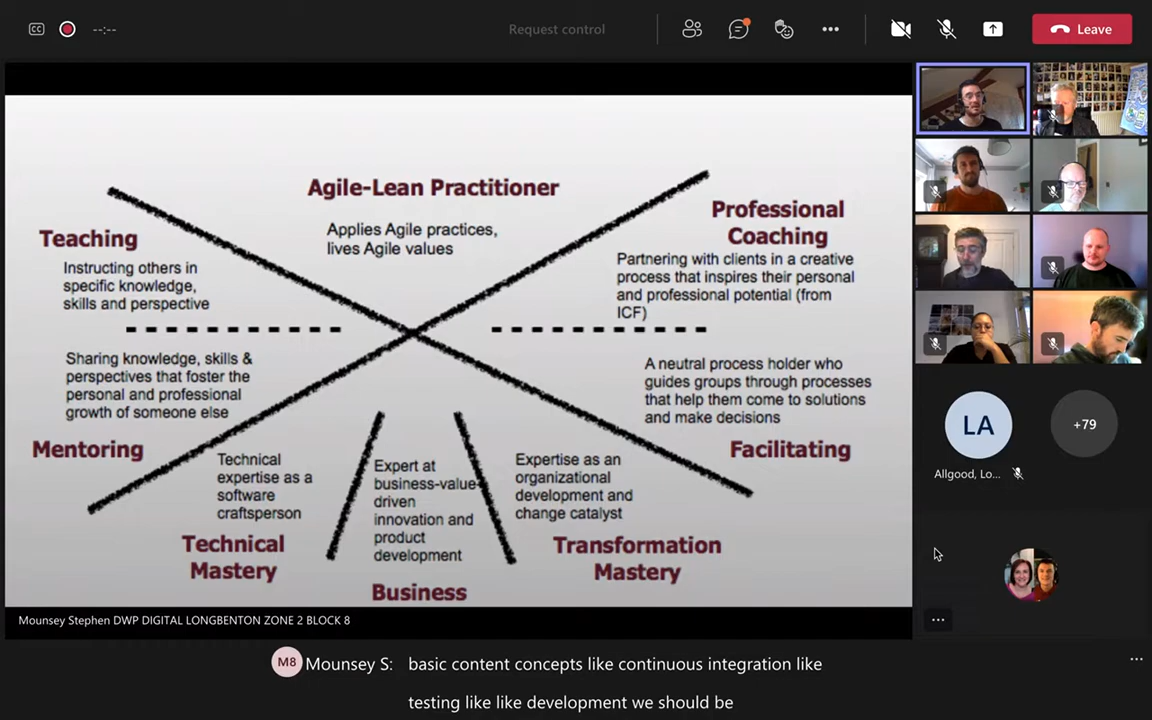 CC
--:--
Request control
Leave
Agile-Lean Practitioner
Applies Agile practices,
lives Agile values
Teaching
Instructing others in
specific knowledge,
skills and perspective
Professional
Coaching
Partnering with clients in a creative
process that inspires their personal
and professional potential (from
ICF)
Sharing knowledge, skills &
perspectives that foster the
personal and professional
growth of someone else
Mentoring
A neutral process holder who
guides groups through processes
that help them come to solutions
and make decisions
Facilitating
Technical
expertise as a
software
craftsperson
Technical
Mastery
Expert at
business-value-
driven
innovation and
product
development
Business
Expertise as an
organizational
development and
change catalyst
Transformation
Mastery
LA
+79
Allgood, Lo...
Mounsey Stephen DWP DIGITAL LONGBENTON ZONE 2 BLOCK 8
M8 Mounsey S: basic content concepts like continuous integration like
testing like like development we should be